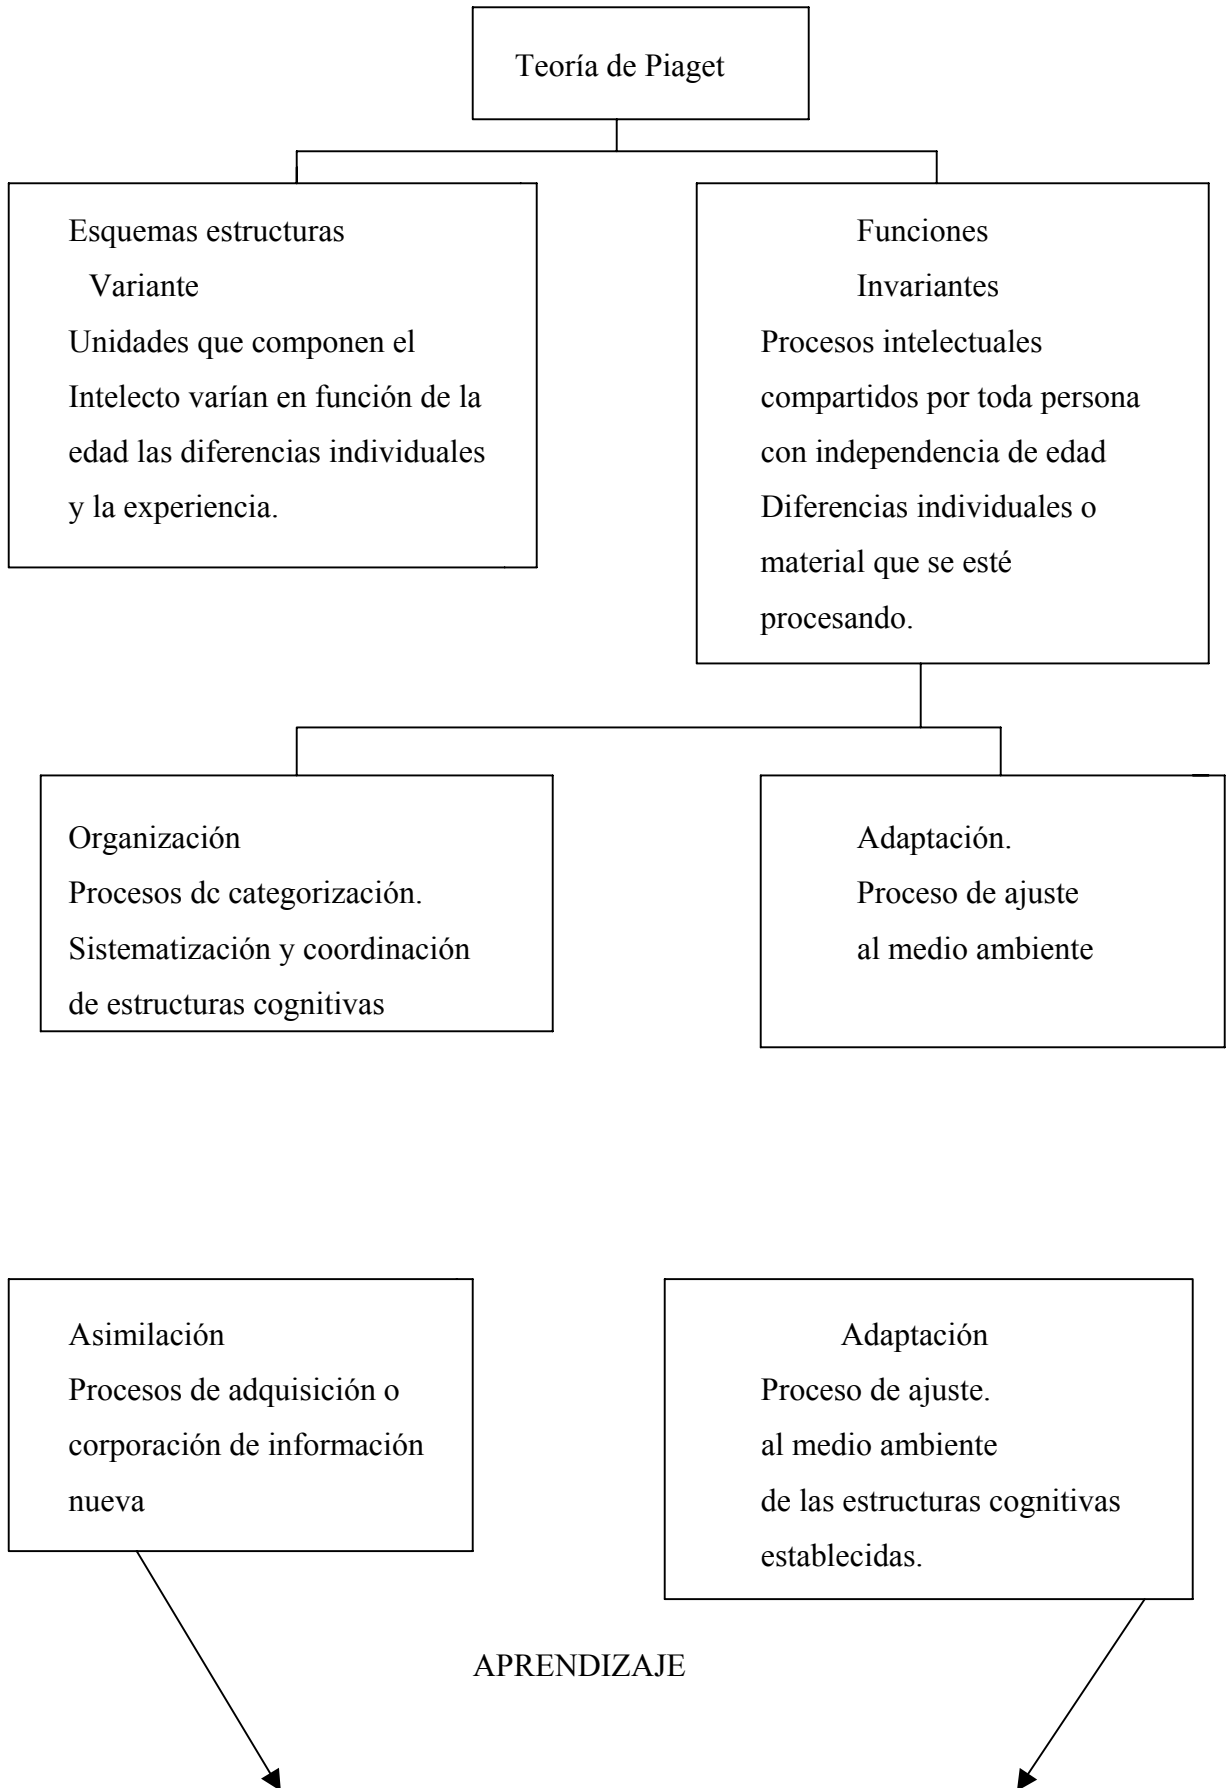 Teoría de Piaget
Esquemas estructuras
Variante
Unidades que componen el
Intelecto varían en función de la
edad las diferencias individuales
y la experiencia.
Funciones
Invariantes
Procesos intelectuales
compartidos por toda persona
con independencia de edad
Diferencias individuales o
material que se esté
procesando.
Organización
Procesos dc categorización.
Sistematización y coordinación
de estructuras cognitivas
Adaptación.
Proceso de ajuste
al medio ambiente
Asimilación
Procesos de adquisición o
corporación de información
nueva
Adaptación
Proceso de ajuste.
al medio ambiente
de las estructuras cognitivas
establecidas.
APRENDIZAJE